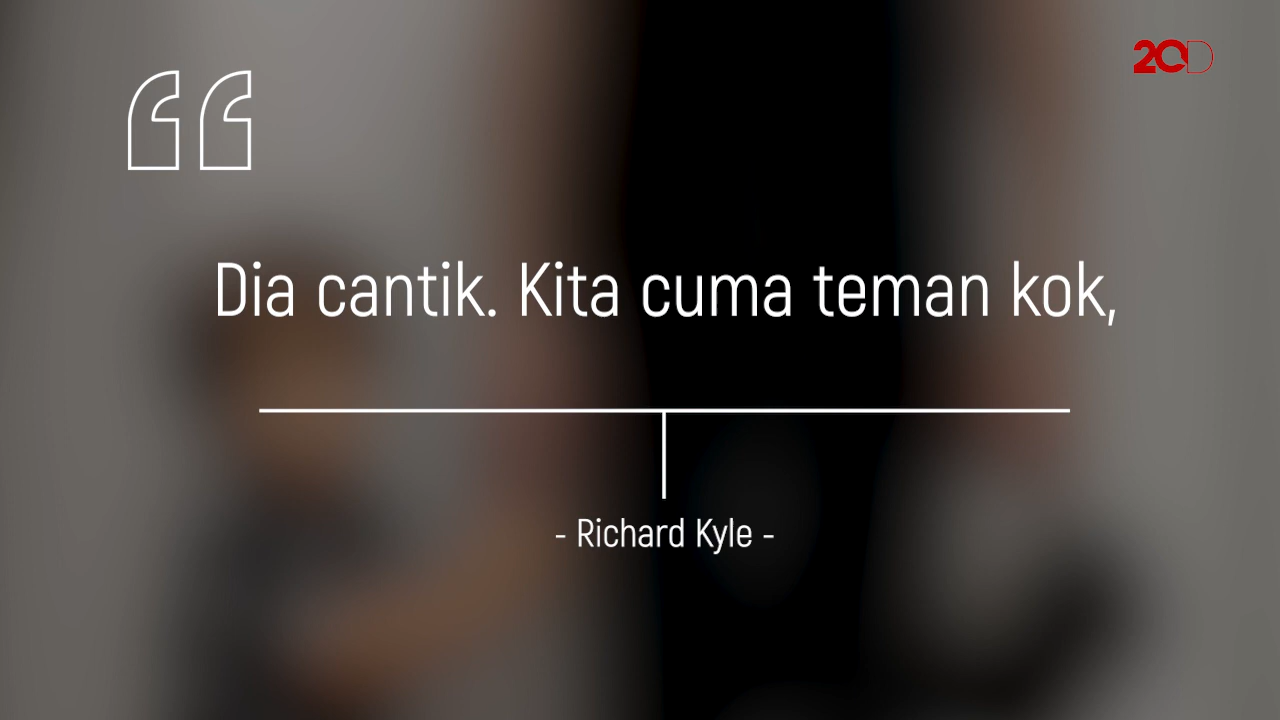 20D
“
Dia cantik. Kita cuma teman kok,
- Richard Kyle -